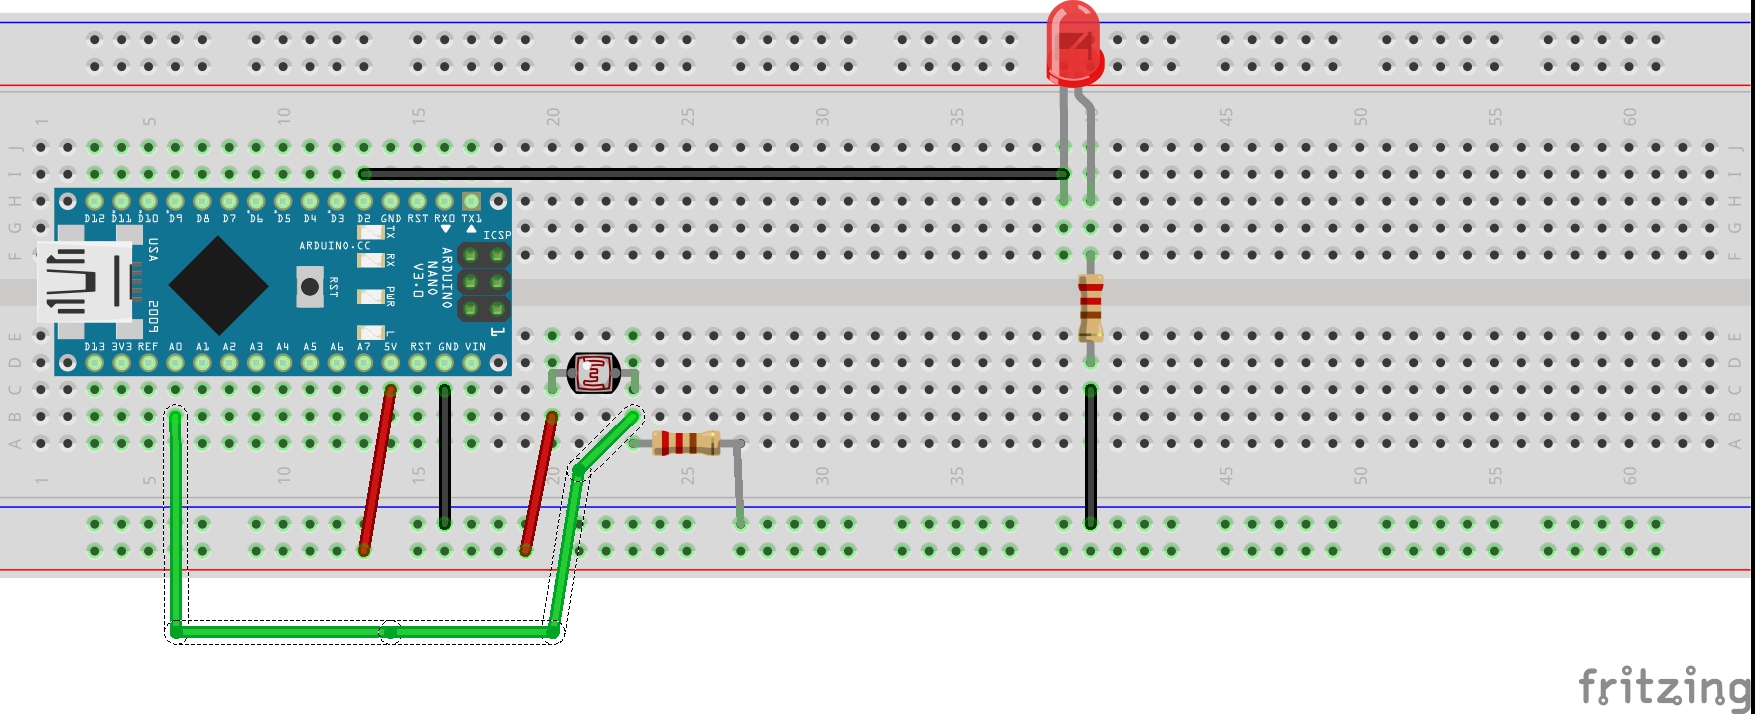 1 5 10 15 20 25 30 35 45 50 55 60
J J
I I
H H
D12 D11 D10 D9 D8 D7 D6 D5 D4 D3 D2 GND RST RX0 TX1
G G
ICSP
TX
USA
ARDUINO.CC
F F
RX
RST
ARDUINO
NANO
V3.0
PWR
2009
L
1
E E
D13 3V3 REF A0 A1 A2 A3 A4 A5 A6 A7 5V RST GND VIN
D D
C C
B B
A A
1 5 10 15 20 25 30 35 45 50 55 60
fritzing